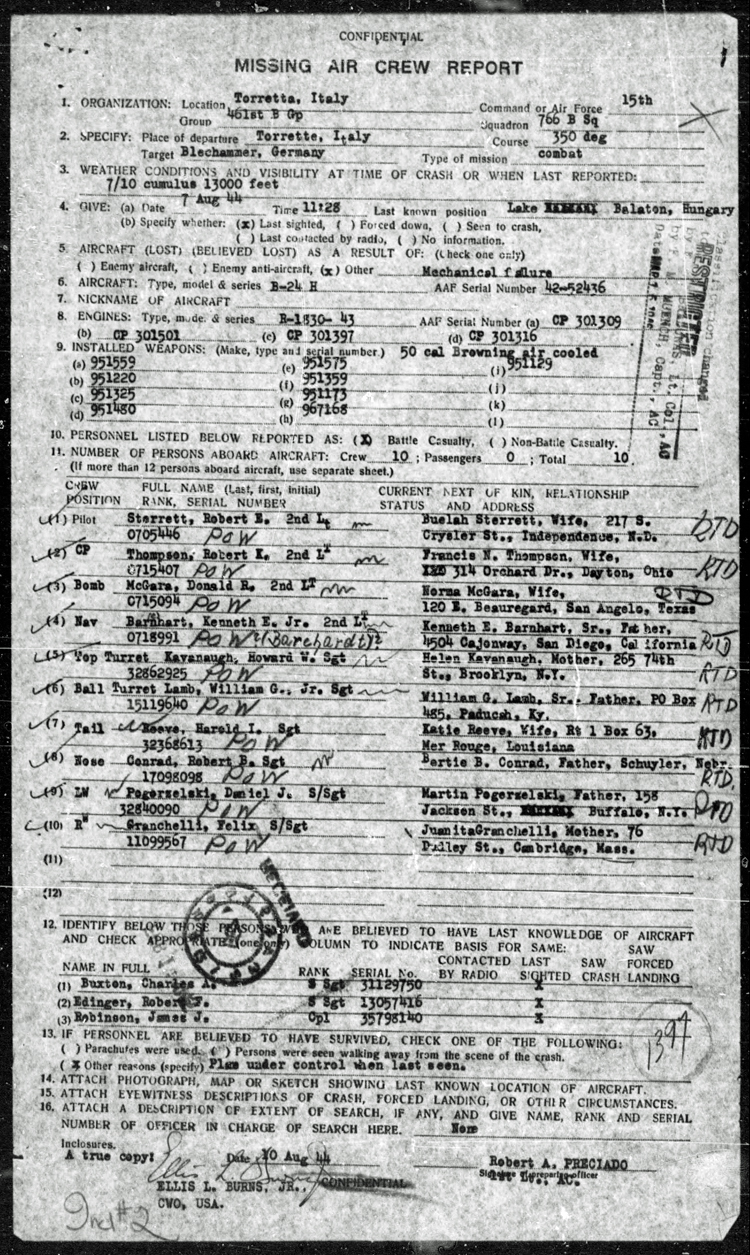 CONFIDENTIAL
MISSING AIR CREW REPORT
1. ORGANIZATION: Location Torretta, Italy Command or Air Force 15th
Group 461st B Gp Squadron 766 B Sq
2. SPECIFY: Place of departure Torrette, Italy Course 350 deg
Target Blechammer, Germany Type of mission combat
3. WEATHER CONDITIONS AND VISIBILITY AT TIME OF CRASH OR WHEN LAST REPORTED:
7/10 cumulus 13000 feet
4. GIVE: (a) Date 7 Aug 44 Time 11:28 Last known position Lake Balaton, Hungary
(b) Specify whether: (x) Last sighted, ( ) Forced down, ( ) Seen to crash,
( ) Last contacted by radio, ( ) No information.
5. AIRCRAFT (LOST) (BELIEVED LOST) AS A RESULT OF: (Check one only)
( ) Enemy aircraft, ( ) Enemy anti-aircraft, (x) Other Mechanical failure
6. AIRCRAFT: Type, model & series B-24 H AAF Serial Number 42-52436
7. NICKNAME OF AIRCRAFT
8. ENGINES: Type, mode. & series R-1830- 43 AAF Serial Number (a) CP 301309
(b) CP 301501 (c) CP 301397 (d) CP 301316
9. INSTALLED WEAPONS: (Make, type and serial number) 50 cal Browning air cooled
(a) 951559 (e) 951575 (i) 951129
(b) 951220 (f) 951359 (j)
(c) 951325 (g) 951173 (k)
(d) 951480 (h) 967168 (l)
10. PERSONNEL LISTED BELOW REPORTED AS: (X) Battle Casualty, ( ) Non-Battle Casualty.
11. NUMBER OF PERSONS ABOARD AIRCRAFT: Crew 10 ; Passengers 0 ; Total 10
(If more than 12 persons aboard aircraft, use separate sheet.)
CREW FULL NAME (Last, first, initial) CURRENT NEXT OF KIN, RELATIONSHIP
POSITION RANK, SERIAL NUMBER STATUS AND ADDRESS
(1) Pilot Sterrett, Robert E. 2nd Lt Buelah Sterrett, Wife, 217 S. RTD
0705446 POW Crysler St., Independence, N.D.
(2) CP Thompson, Robert K. 2d LT Francis N. Thompson, Wife,
0715407 POW 314 Orchard Dr., Dayton, Ohio RTD
(3) Bomb McGara, Donald R. 2d LT Norma McGara, Wife, RTD
0715094 POW 120 E. Beauregard, San Angelo, Texas
(4) Nav Barnhart, Kenneth E. Jr. 2d LT Kenneth E. Barnhart, Sr., Father,
0718991 POW (Barchardt) 4504 Cajonway, San Diego, California RTD
(5) Top Turret Kavanaugh, Howard W. Sgt Helen Kavanaugh, Mother, 265 74th
32862925 POW St., Brooklyn, N.Y. RTD
(6) Ball Turret Lamb, William G., Jr. Sgt William G. Lamb, Sr., Father, PO Box RTD
15119640 POW 485, Paducah, Ky.
(7) Tail Reeve, Harold I. Sgt Katie Reeve, Wife, Rt 1 Box 63, RTD
32368613 POW Mer Rouge, Louisiana
(8) Nose Conrad, Robert B. Sgt Bertie B. Conrad, Father, Schuyler, Nebr.
17098098 POW RTD.
(9) LW Pogerzelski, Daniel J. S/Sgt Martin Pogerzelski, Father, 158 RTD
32840090 POW Jackson St., Buffalo, N.Y.
(10) RW Granchelli, Felix S/Sgt JuanitaGranchelli, Mother, 76 RTD
11099567 POW Dudley St., Cambridge, Mass.
(11)
(12)
12. IDENTIFY BELOW THOSE PERSONS WHO ARE BELIEVED TO HAVE LAST KNOWLEDGE OF AIRCRAFT
AND CHECK APPROPRIATE (one only) COLUMN TO INDICATE BASIS FOR SAME: SAW
CONTACTED LAST SAW FORCED
NAME IN FULL RANK SERIAL No. BY RADIO SIGHTED CRASH LANDING
(1) Buxton, Charles A. S Sgt 31129750 X
(2) Edinger, Robert F. S Sgt 13057416 X
(3) Robinson, James J. Cpl 35798140 X
13. IF PERSONNEL ARE BELIEVED TO HAVE SURVIVED, CHECK ONE OF THE FOLLOWING: 1394
( ) Parachutes were used. ( ) Persons were seen walking away from the scene of the crash.
( X Other reasons (specify) Plan under control when last seen.
14. ATTACH PHOTOGRAPH, MAP OR SKETCH SHOWING LAST KNOWN LOCATION OF AIRCRAFT.
15. ATTACH EYEWITNESS DESCRIPTIONS OF CRASH, FORCED LANDING, OR OTHER CIRCUMSTANCES.
16. ATTACH A DESCRIPTION OF EXTENT OF SEARCH, IF ANY, AND GIVE NAME, RANK AND SERIAL
NUMBER OF OFFICER IN CHARGE OF SEARCH HERE. None
Inclosures.
A true copy: Date 10 Aug 44 Robert A. PRECIADO
Signature of preparing officer
ELLIS L. BURNS, JR., CONFIDENTIAL
CWO, USA.
Incl #2
RESTRICTED